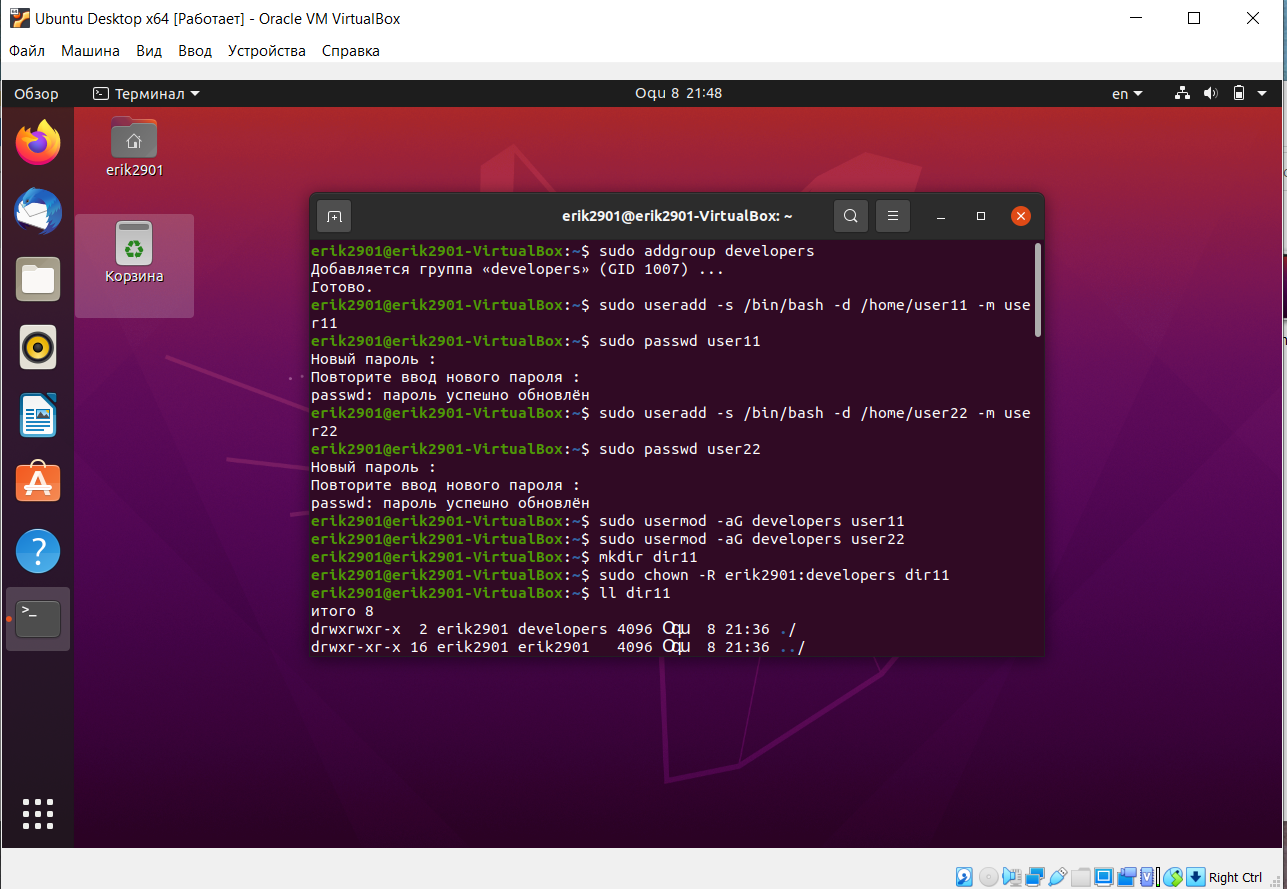 Ubuntu Desktop x64 [Работает] - Oracle VM VirtualBox
Файл Машина Вид Ввод Устройства Справка
Обзор Терминал Oqu 8 21:48 en
erik2901
Корзина
erik2901@erik2901-VirtualBox: ~
erik2901@erik2901-VirtualBox:~$ sudo addgroup developers
Добавляется группа «developers» (GID 1007) ...
Готово.
erik2901@erik2901-VirtualBox:~$ sudo useradd -s /bin/bash -d /home/user11 -m use
r11
erik2901@erik2901-VirtualBox:~$ sudo passwd user11
Новый пароль :
Повторите ввод нового пароля :
passwd: пароль успешно обновлён
erik2901@erik2901-VirtualBox:~$ sudo useradd -s /bin/bash -d /home/user22 -m use
r22
erik2901@erik2901-VirtualBox:~$ sudo passwd user22
Новый пароль :
Повторите ввод нового пароля :
passwd: пароль успешно обновлён
erik2901@erik2901-VirtualBox:~$ sudo usermod -aG developers user11
erik2901@erik2901-VirtualBox:~$ sudo usermod -aG developers user22
erik2901@erik2901-VirtualBox:~$ mkdir dir11
erik2901@erik2901-VirtualBox:~$ sudo chown -R erik2901:developers dir11
erik2901@erik2901-VirtualBox:~$ ll dir11
итого 8
drwxrwxr-x  2 erik2901 developers 4096 Oqu  8 21:36 ./
drwxr-xr-x 16 erik2901 erik2901   4096 Oqu  8 21:36 ../
Right Ctrl